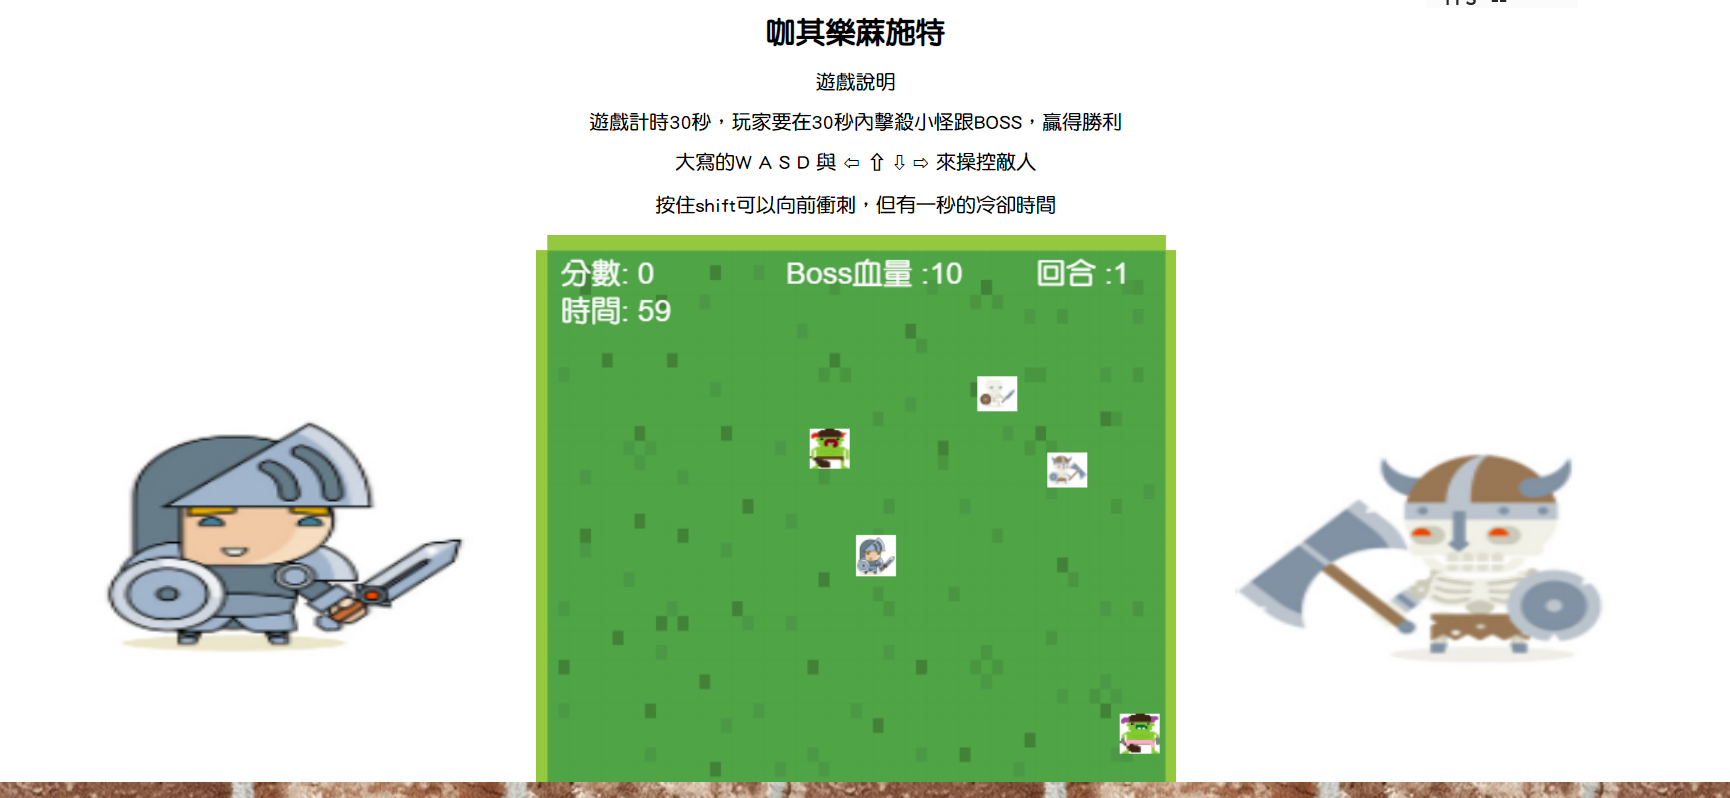 咖其樂蔴施特
遊戲說明
遊戲計時30秒，玩家要在30秒內擊殺小怪跟BOSS，贏得勝利
大寫的W A S D 與 ⇦ ⇧ ⇩ ⇨ 來操控敵人
按住shift可以向前衝刺，但有一秒的冷卻時間
分數: 0 Boss血量 :10 回合 :1
時間: 59